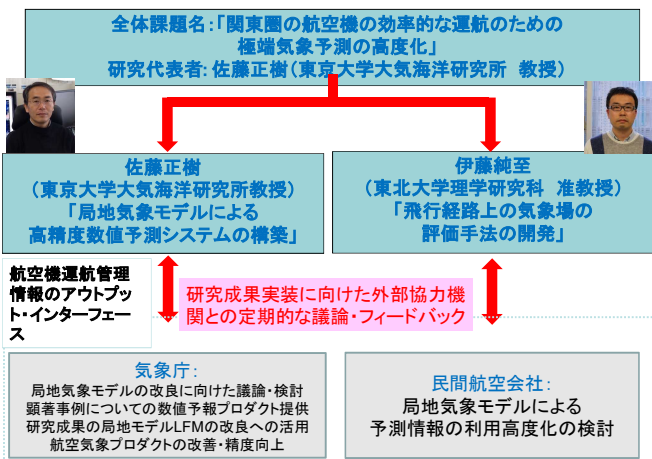 全体課題名:「関東圏の航空機の効率的な運航のための
極端気象予測の高度化」
研究代表者: 佐藤正樹(東京大学大気海洋研究所 教授)
佐藤正樹
(東京大学大気海洋研究所教授)
「局地気象モデルによる
高精度数値予測システムの構築」
伊藤純至
(東北大学理学研究科 准教授)
「飛行経路上の気象場の
評価手法の開発」
航空機運航管理
情報のアウトプッ
ト・インターフェー
ス
研究成果実装に向けた外部協力機
関との定期的な議論・フィードバック
気象庁:
局地気象モデルの改良に向けた議論・検討
顕著事例についての数値予報プロダクト提供
研究成果の局地モデルLFMの改良への活用
航空気象プロダクトの改善・精度向上
民間航空会社:
局地気象モデルによる
予測情報の利用高度化の検討